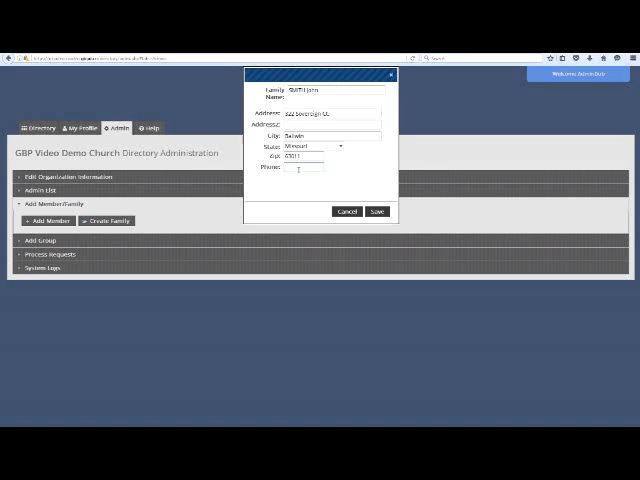 Search
Welcome AdminBob
Family Name: SMITH John
Address: 322 Sovereign Ct.
Address2:
City: Ballwin
State: Missouri
Zip: 63011
Phone:
Cancel Save
Directory My Profile Admin Help
GBP Video Demo Church Directory Administration
Edit Organization Information
Admin List
Add Member/Family
Add Member Create Family
Add Group
Process Requests
System Logs